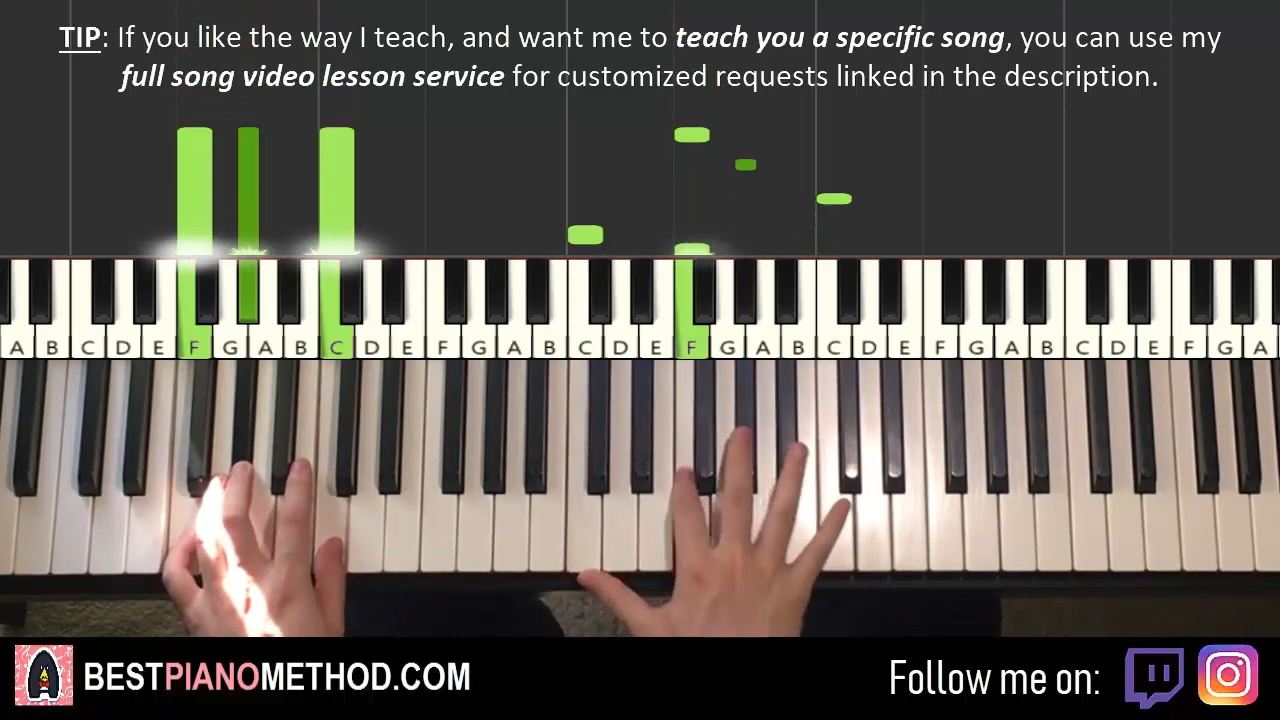 TIP: If you like the way I teach, and want me to teach you a specific song, you can use my
full song video lesson service for customized requests linked in the description.
A B C D E F G A B C D E F G A B C D E F G A B C D E F G A B C D E F G A
BESTPIANOMETHOD.COM
Follow me on: